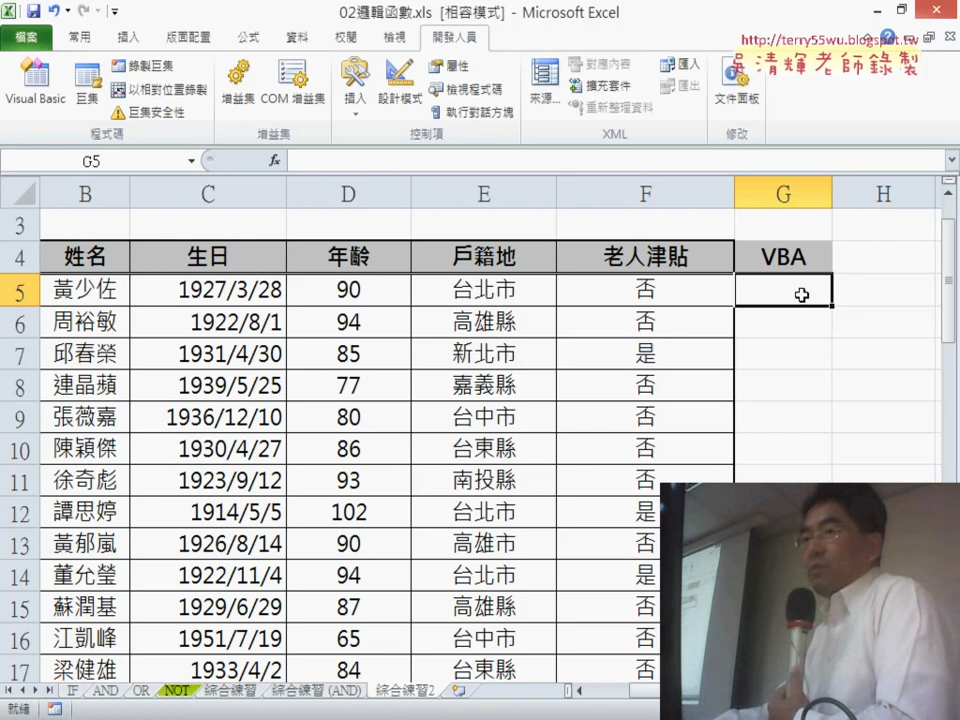 02邏輯函數.xls [相容模式] - Microsoft Excel
檔案 常用 插入 版面配置 公式 資料 校閱 檢視 開發人員
http://terry55wu.blogspot.tw
吳清輝老師錄製
Visual Basic 巨集 錄製巨集 以相對位置錄製 巨集安全性
增益集 COM 增益集
插入 設計模式 屬性 檢視程式碼 執行對話方塊
來源... 對應內容 擴充套件 重新整理資料 匯入 匯出
文件面板
程式碼 增益集 控制項 XML 修改
G5 fx
B C D E F G H
3
4 姓名 生日 年齡 戶籍地 老人津貼 VBA
5 黃少佐 1927/3/28 90 台北市 否
6 周裕敏 1922/8/1 94 高雄縣 否
7 邱春榮 1931/4/30 85 新北市 是
8 連晶蘋 1939/5/25 77 嘉義縣 否
9 張薇嘉 1936/12/10 80 台中市 否
10 陳穎傑 1930/4/27 86 台東縣 否
11 徐奇彪 1923/9/12 93 南投縣 否
12 譚思婷 1914/5/5 102 台北市 是
13 黃郁嵐 1926/8/14 90 高雄市 否
14 董允瑩 1922/11/4 94 台北市 是
15 蘇潤基 1929/6/29 87 高雄縣 否
16 江凱峰 1951/7/19 65 台中市 否
17 梁健雄 1933/4/2 84 台東縣 否
IF AND OR NOT 綜合練習 綜合練習 (AND) 綜合練習2
就緒